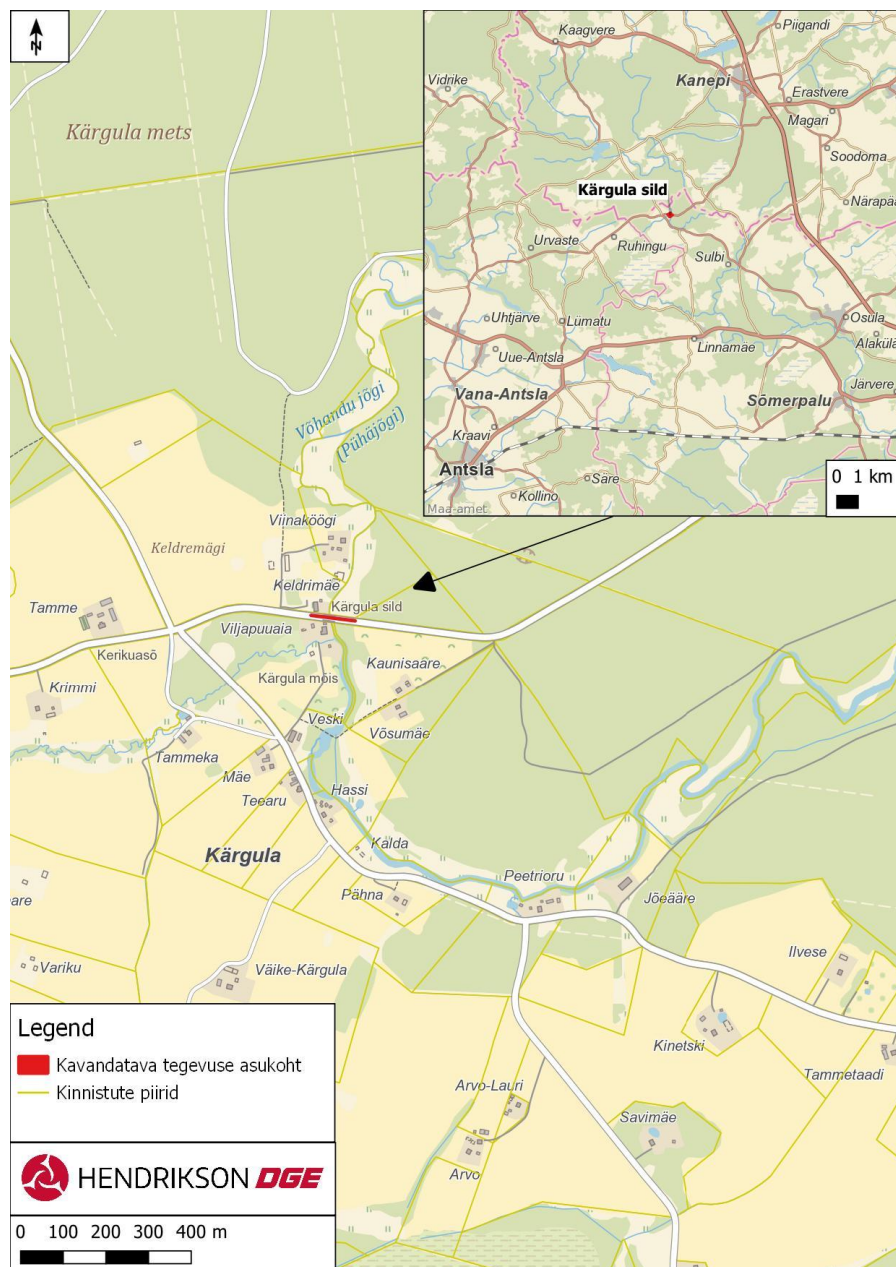 N
Kärgula mets
Võhandu jõgi
(Pühajõgi)
Viinaköögi
Keldremägi
Keldrimäe
Tamme
Kärgula sild
Viljapuuaia
Kerikuasõ
Kaunisaare
Krimmi
Kärgula mõis
Veski
Võsumäe
Tammeka
Mäe
Hassi
Teearu
Kalda
Kärgula
Peetrioru
Pähna
Jõeääre
are
Ilvese
Variku
Väike-Kärgula
Kinetski
Tammetaadi
Arvo-Lauri
Savimäe
Arvo
Kaagvere
Piigandi
Vidrike
Kanepi
Erastvere
Magari
Soodoma
Kärgula sild
Närapää
Urvaste
Ruhingu
Sulbi
Uhtjärve
Lümatu
Osula
Linnamäe
Alaküla
Uue-Antsla
Järvere
Vana-Antsla
Sõmerpalu
Kraavi
Antsla
Säre
Kollino
Maa-amet
0 1 km
Legend
Kavandatava tegevuse asukoht
Kinnistute piirid
HENDRIKSON DGE
0 100 200 300 400 m